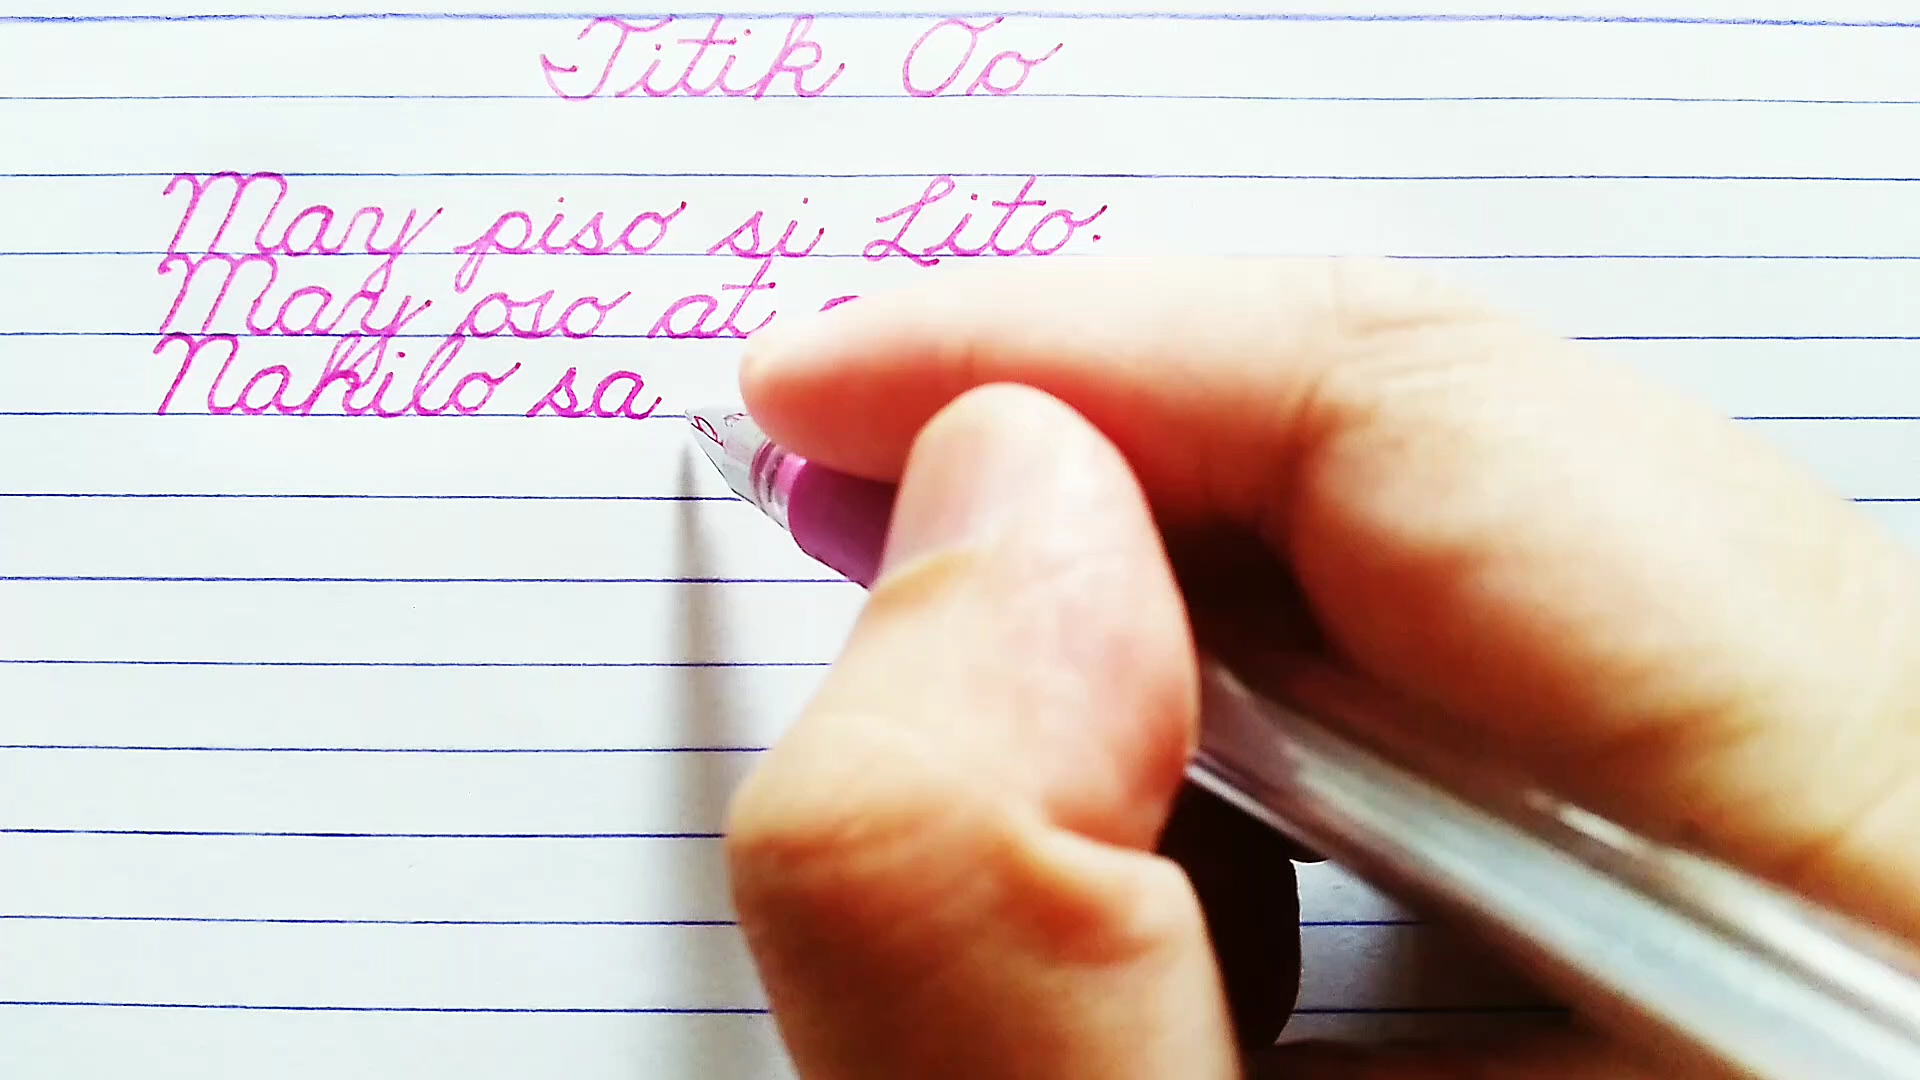 Titik Oo
May piso si Lito.
May oso at
Nakilo sa